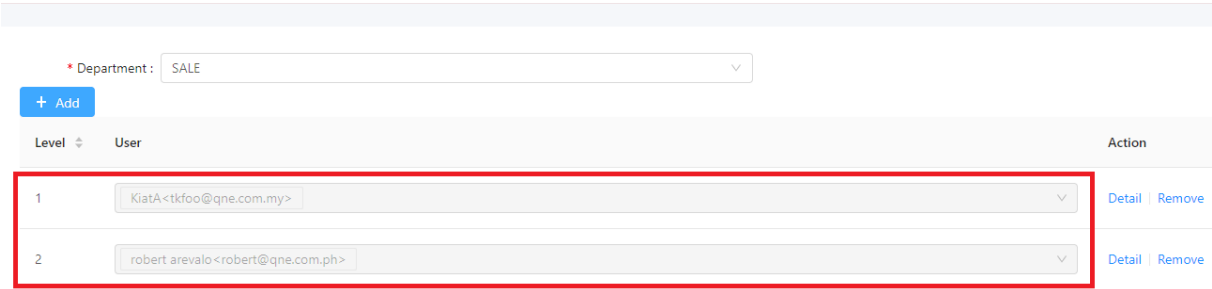 * Department : SALE
+ Add
Level User Action
1 KiatA<tkfoo@qne.com.my> Detail Remove
2 robert arevalo<robert@qne.com.ph> Detail Remove